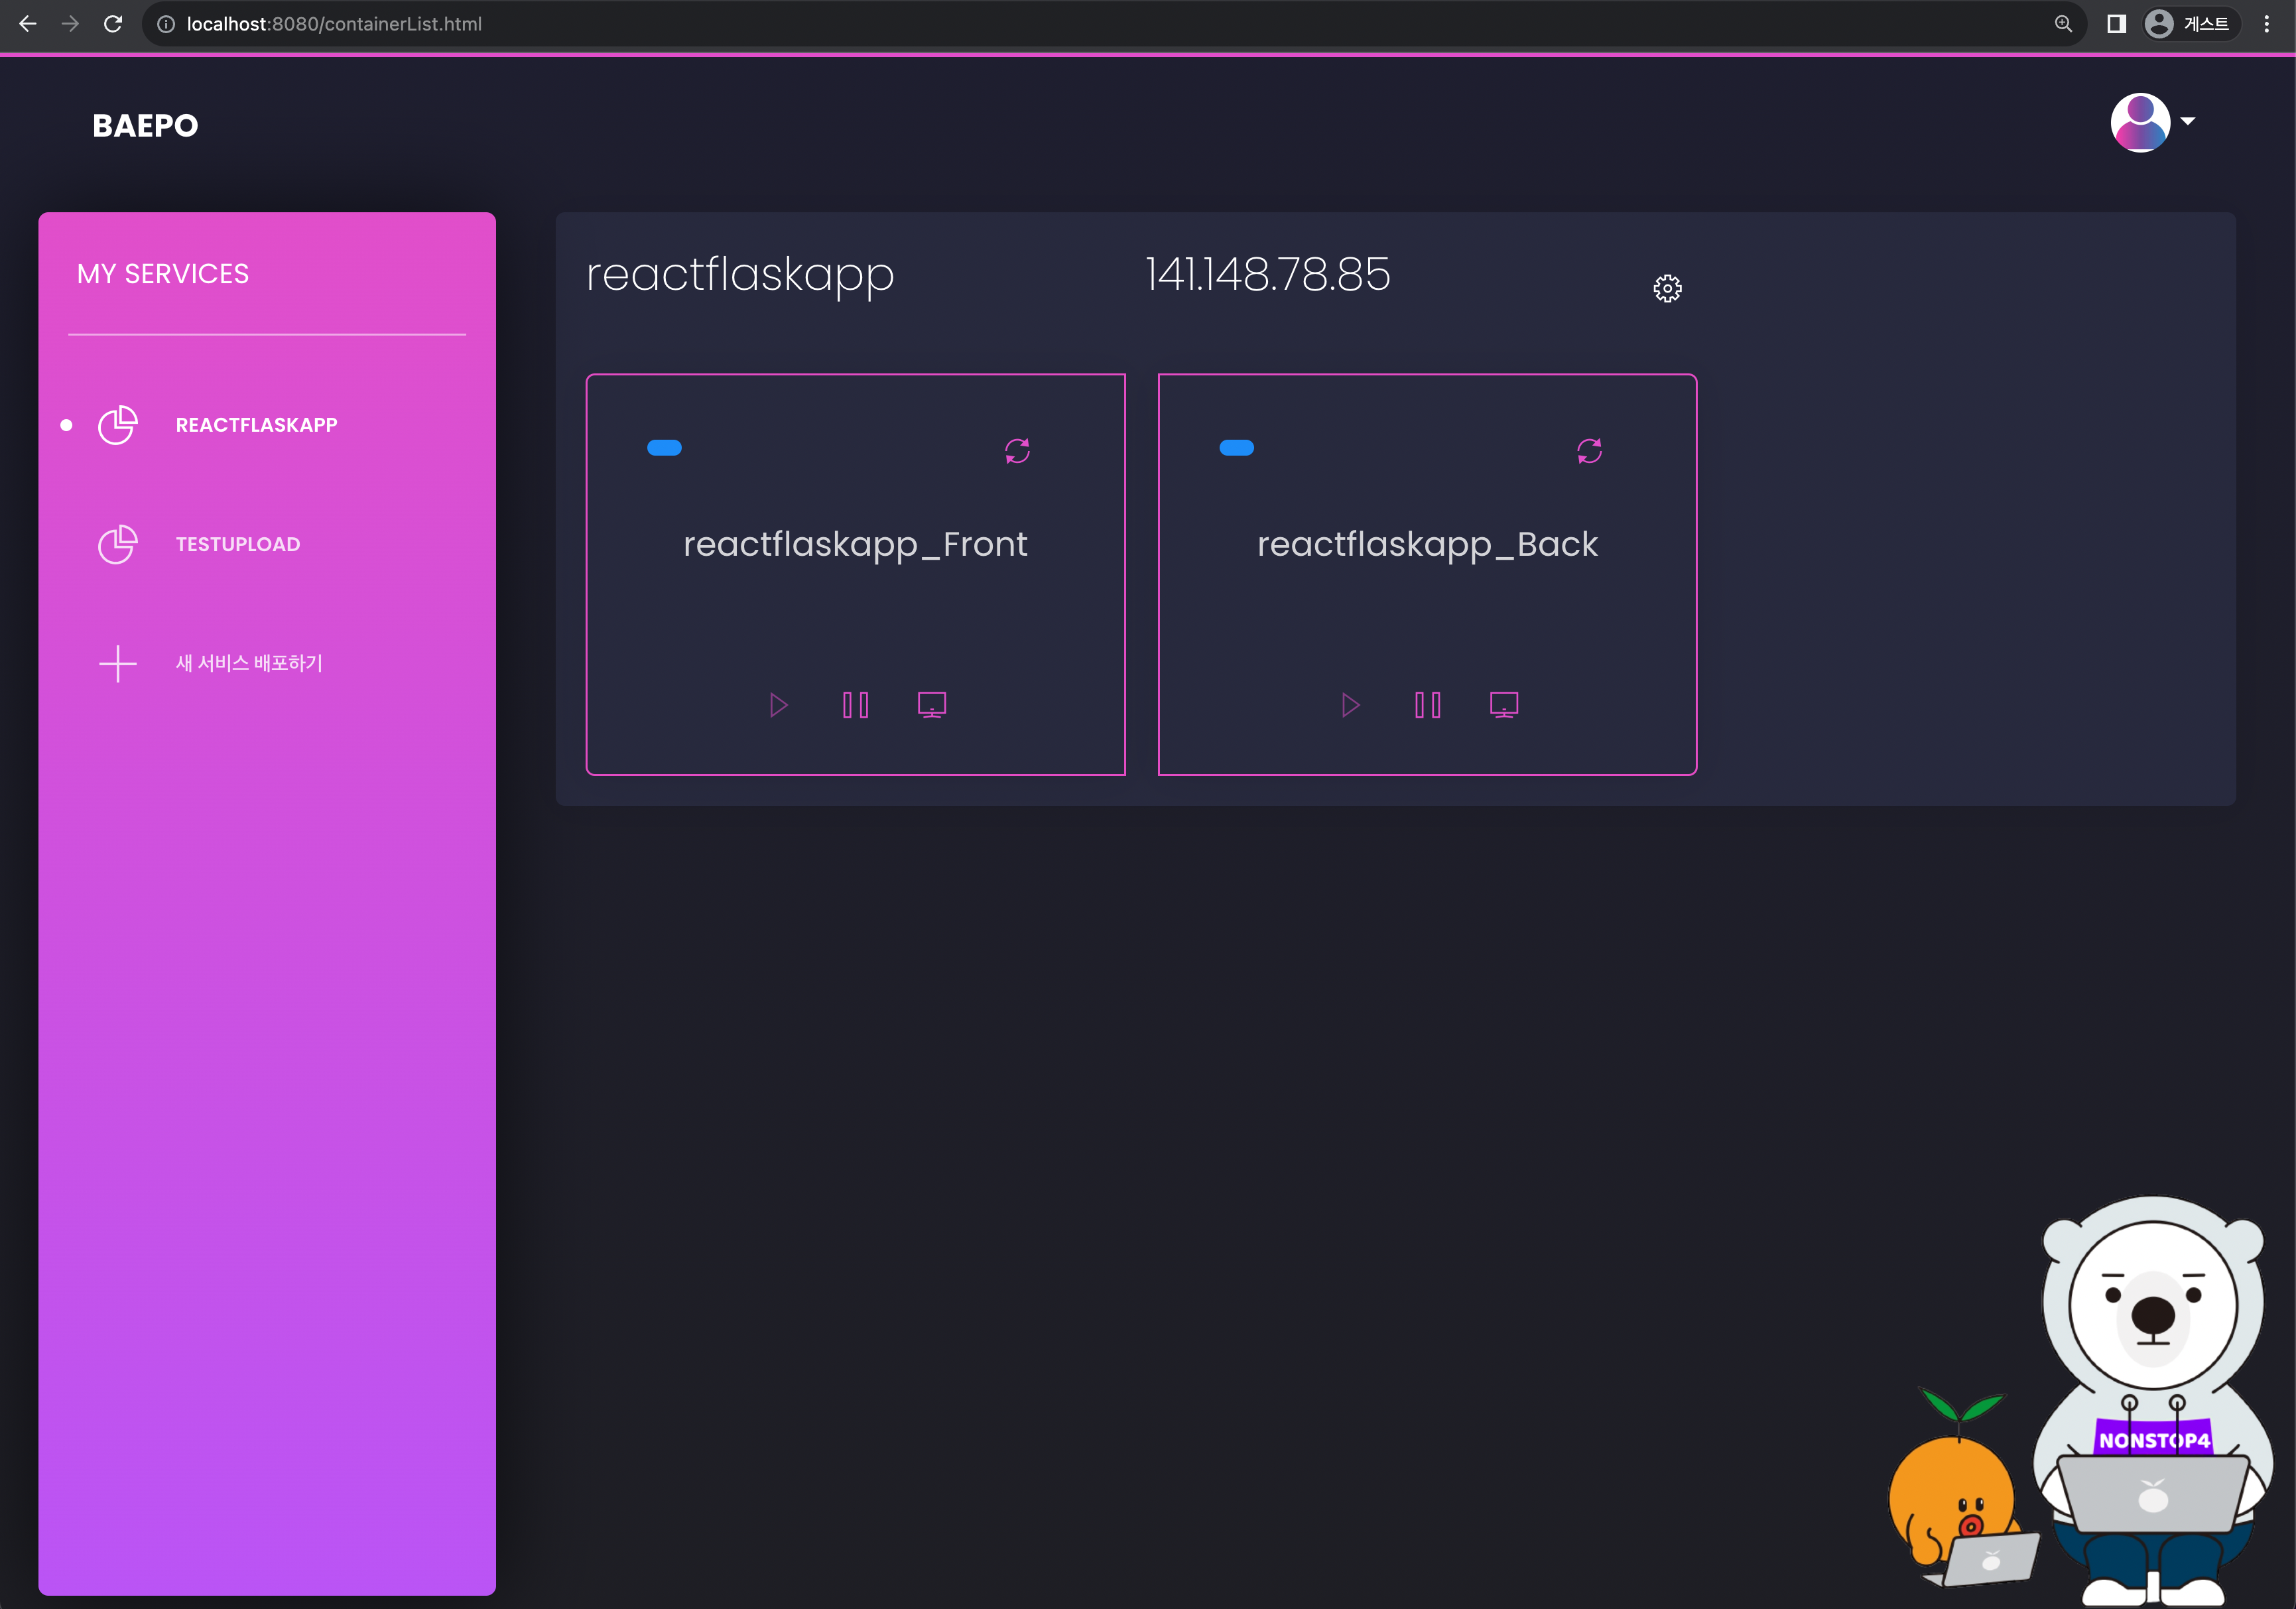 localhost:8080/containerList.html
게스트
BAEPO
MY SERVICES
REACTFLASKAPP
TESTUPLOAD
새 서비스 배포하기
reactflaskapp
141.148.78.85
reactflaskapp_Front
reactflaskapp_Back
NONSTOP4